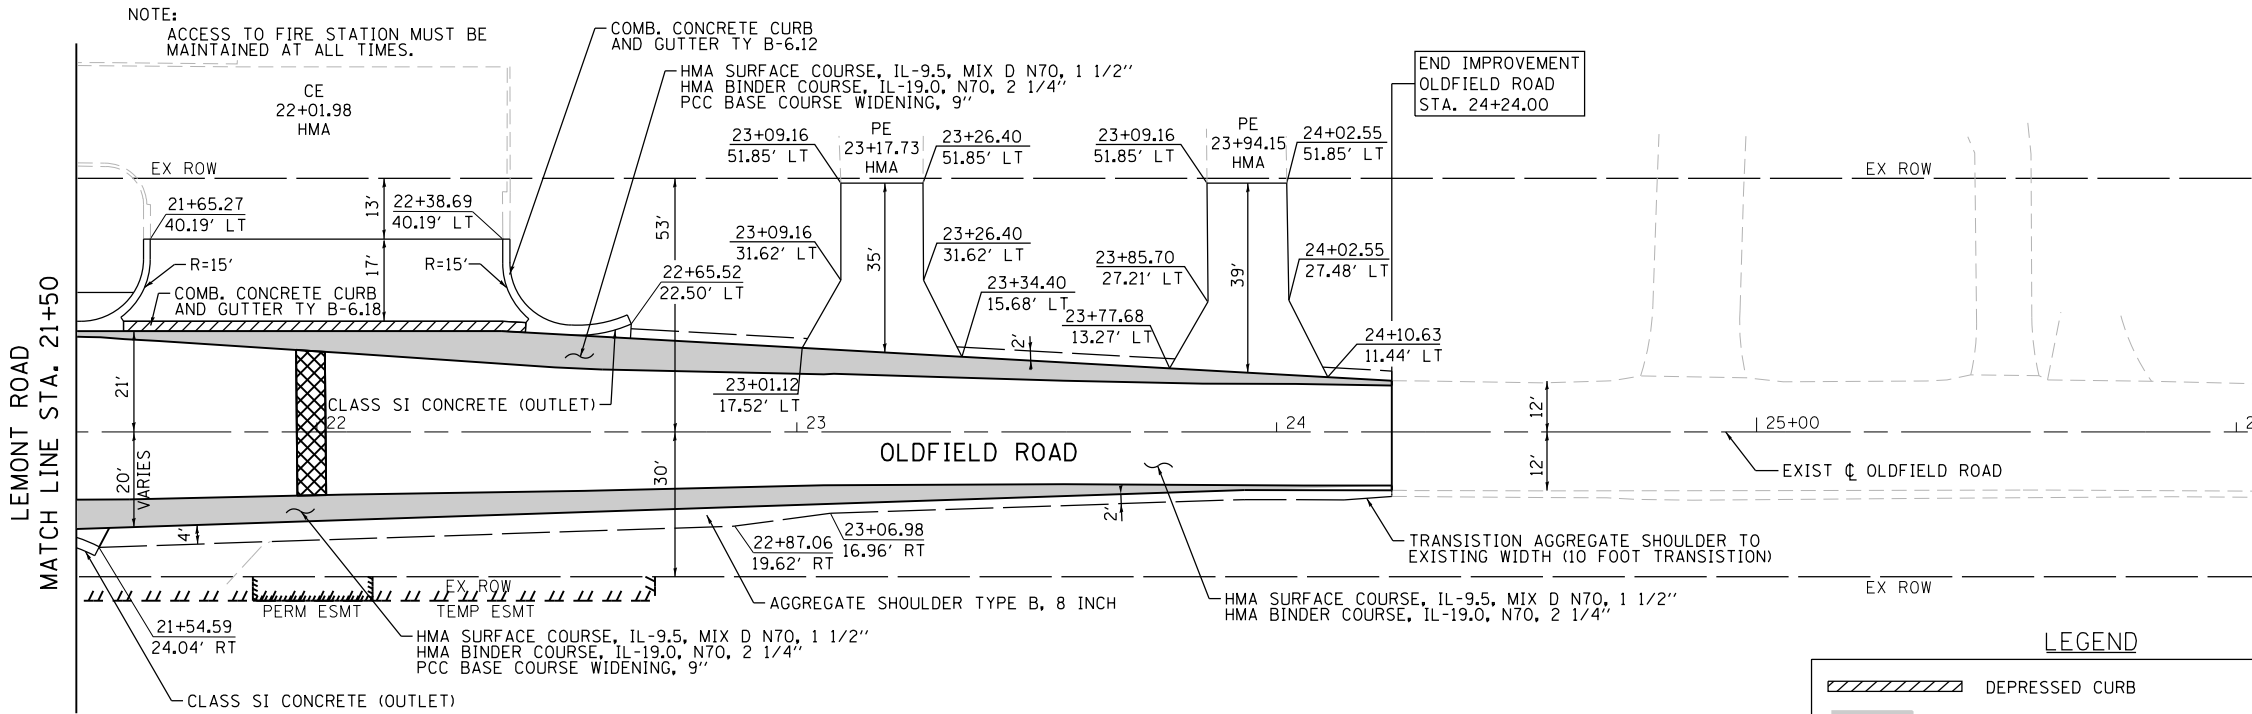 NOTE:
ACCESS TO FIRE STATION MUST BE
MAINTAINED AT ALL TIMES.
COMB. CONCRETE CURB
AND GUTTER TY B-6.12
HMA SURFACE COURSE, IL-9.5, MIX D N70, 1 1/2"
HMA BINDER COURSE, IL-19.0, N70, 2 1/4"
PCC BASE COURSE WIDENING, 9"
END IMPROVEMENT
OLDFIELD ROAD
STA. 24+24.00
CE
22+01.98
HMA
23+09.16
51.85' LT
PE
23+17.73
HMA
23+26.40
51.85' LT
23+09.16
51.85' LT
PE
23+94.15
HMA
24+02.55
51.85' LT
EX ROW
EX ROW
21+65.27
40.19' LT
13'
22+38.69
40.19' LT
53'
23+09.16
31.62' LT
35'
23+26.40
31.62' LT
23+85.70
27.21' LT
39'
24+02.55
27.48' LT
R=15'
17'
R=15'
22+65.52
22.50' LT
COMB. CONCRETE CURB
AND GUTTER TY B-6.18
23+34.40
15.68' LT
23+77.68
13.27' LT
2'
24+10.63
11.44' LT
LEMONT ROAD
MATCH LINE STA. 21+50
21'
23+01.12
17.52' LT
CLASS SI CONCRETE (OUTLET)
12'
22
23
24
25+00
2
OLDFIELD ROAD
20'
VARIES
30'
12'
EXIST ℄ OLDFIELD ROAD
4'
2'
22+87.06
19.62' RT
23+06.98
16.96' RT
TRANSISTION AGGREGATE SHOULDER TO
EXISTING WIDTH (10 FOOT TRANSISTION)
EX ROW
EX ROW
PERM ESMT
TEMP ESMT
AGGREGATE SHOULDER TYPE B, 8 INCH
HMA SURFACE COURSE, IL-9.5, MIX D N70, 1 1/2"
HMA BINDER COURSE, IL-19.0, N70, 2 1/4"
21+54.59
24.04' RT
HMA SURFACE COURSE, IL-9.5, MIX D N70, 1 1/2"
HMA BINDER COURSE, IL-19.0, N70, 2 1/4"
PCC BASE COURSE WIDENING, 9"
CLASS SI CONCRETE (OUTLET)
LEGEND
DEPRESSED CURB